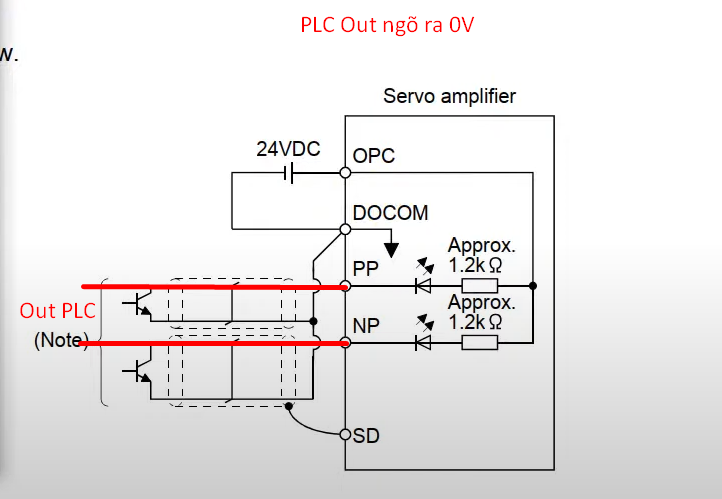 PLC Out ngõ ra 0V
w.
Servo amplifier
24VDC
OPC
DOCOM
PP
Approx.
1.2kΩ
Out PLC
(Note)
NP
Approx.
1.2kΩ
SD